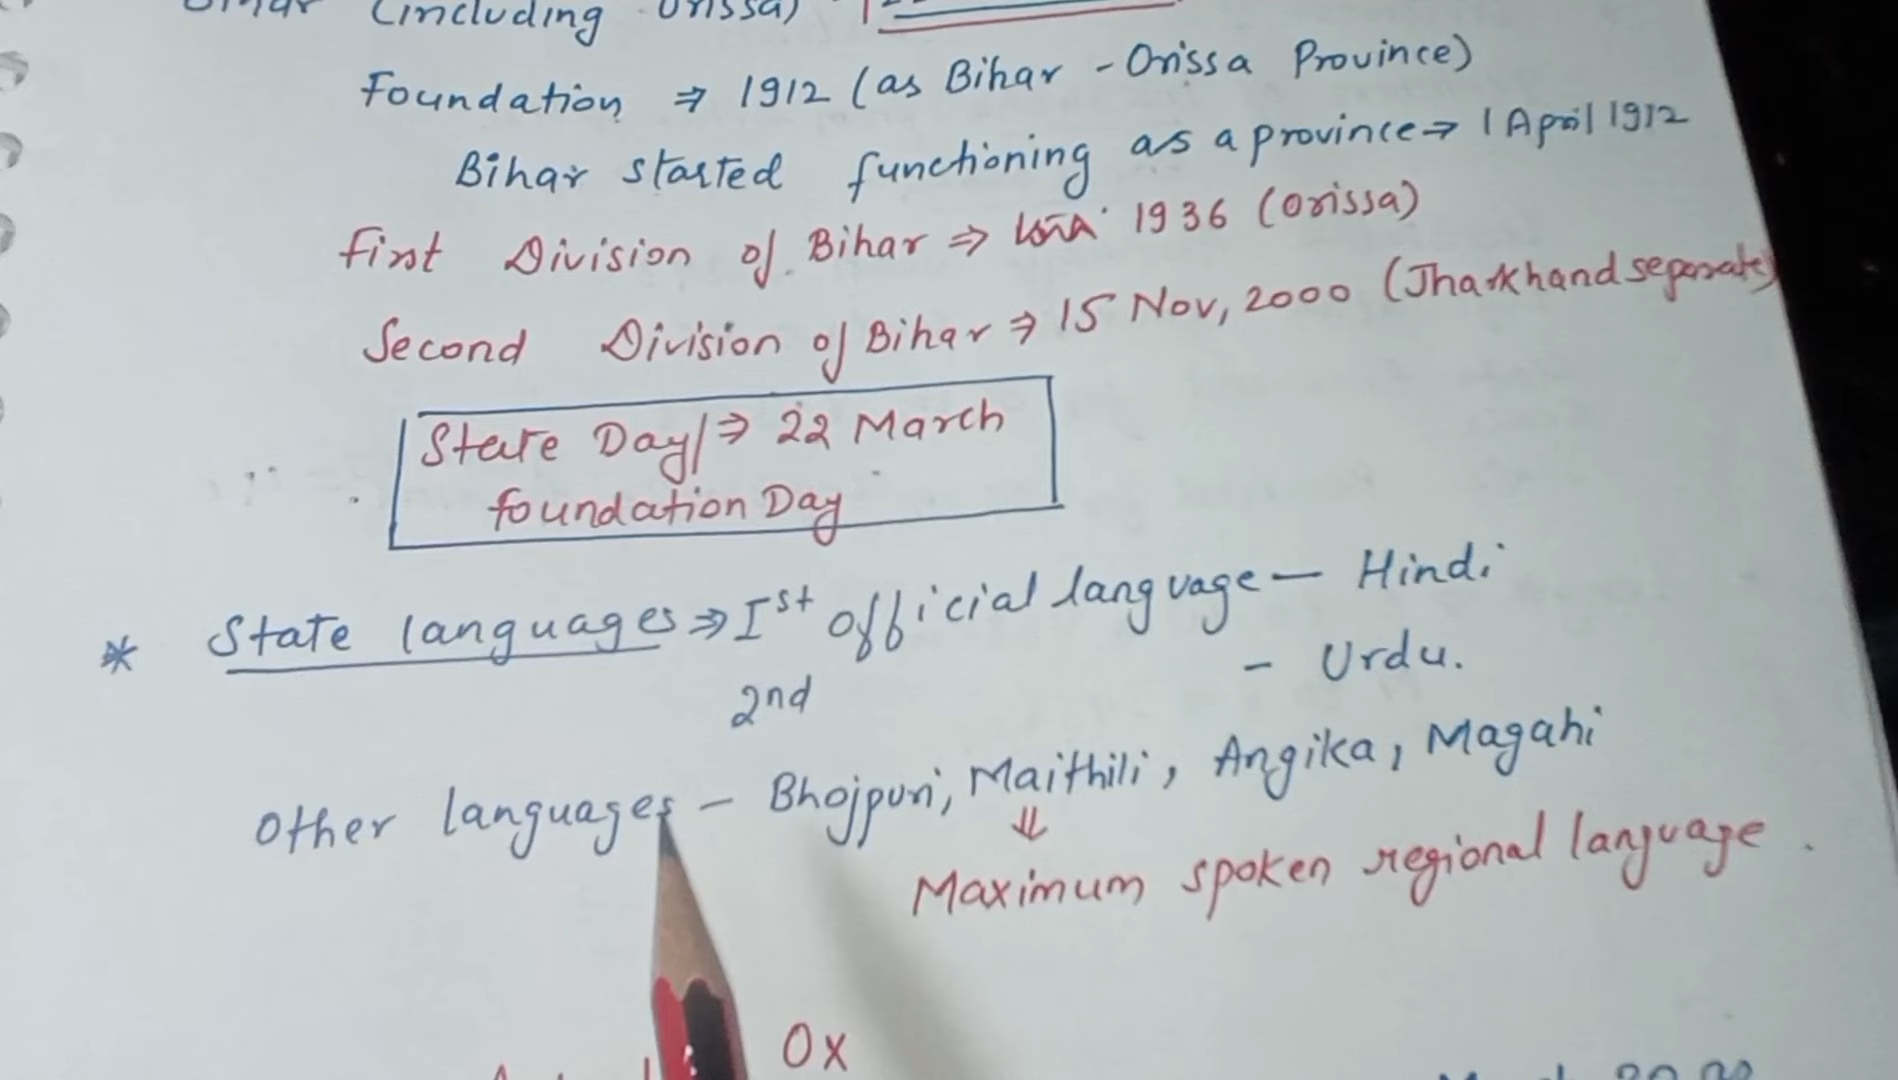 Bihar (including Orissa)
Foundation ⇒ 1912 (as Bihar - Orissa Province)
Bihar started functioning as a province → 1 April 1912
First Division of Bihar ⇒ 1936 (Orissa)
Second Division of Bihar ⇒ 15 Nov, 2000 (Jharkhand separate)
State Day/ ⇒ 22 March
foundation Day
* State languages ⇒ Ist official language — Hindi
2nd - Urdu.
Other languages - Bhojpuri, Maithili, Angika, Magahi
⇓
Maximum spoken regional language.
Ox